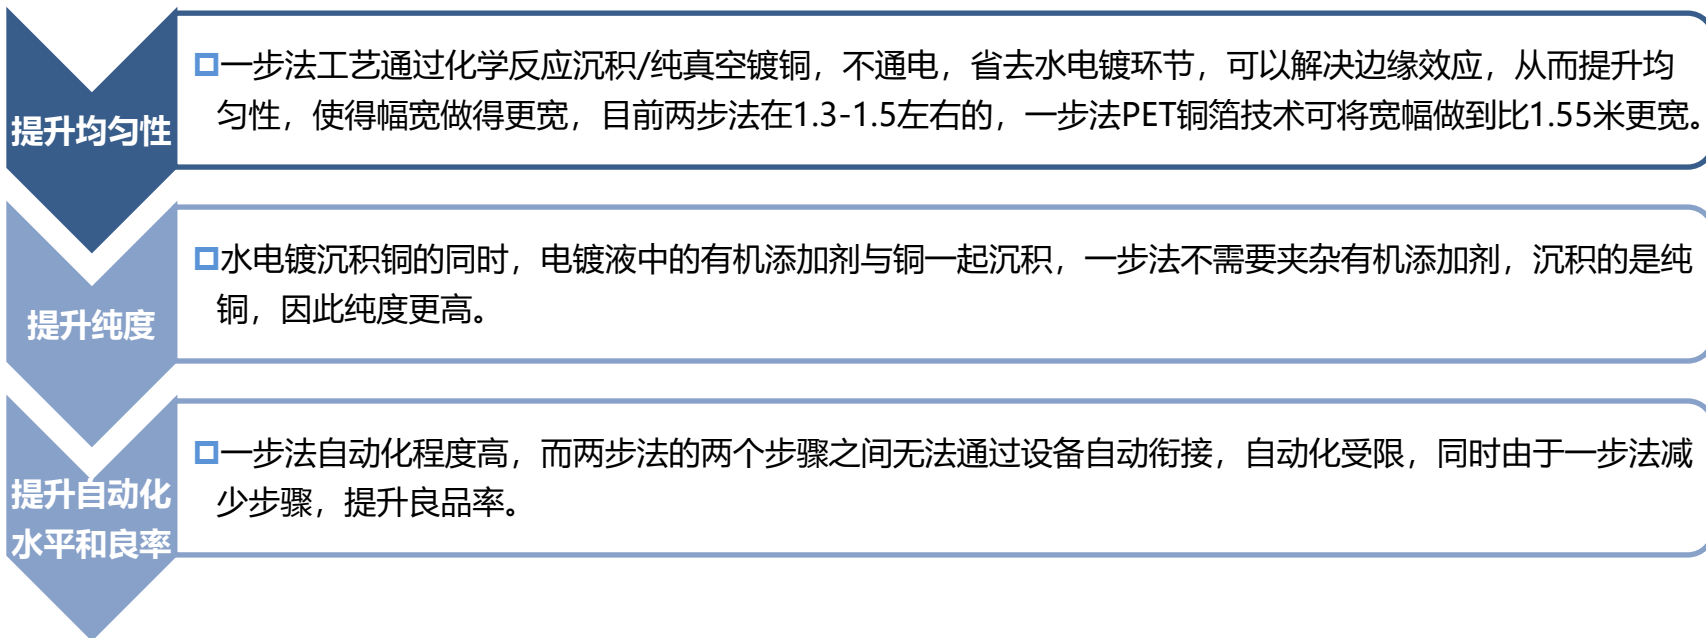 提升均匀性
一步法工艺通过化学反应沉积/纯真空镀铜，不通电，省去水电镀环节，可以解决边缘效应，从而提升均
匀性，使得幅宽做得更宽，目前两步法在1.3-1.5左右的，一步法PET铜箔技术可将宽幅做到比1.55米更宽。
提升纯度
水电镀沉积铜的同时，电镀液中的有机添加剂与铜一起沉积，一步法不需要夹杂有机添加剂，沉积的是纯
铜，因此纯度更高。
提升自动化
水平和良率
一步法自动化程度高，而两步法的两个步骤之间无法通过设备自动衔接，自动化受限，同时由于一步法减
少步骤，提升良品率。